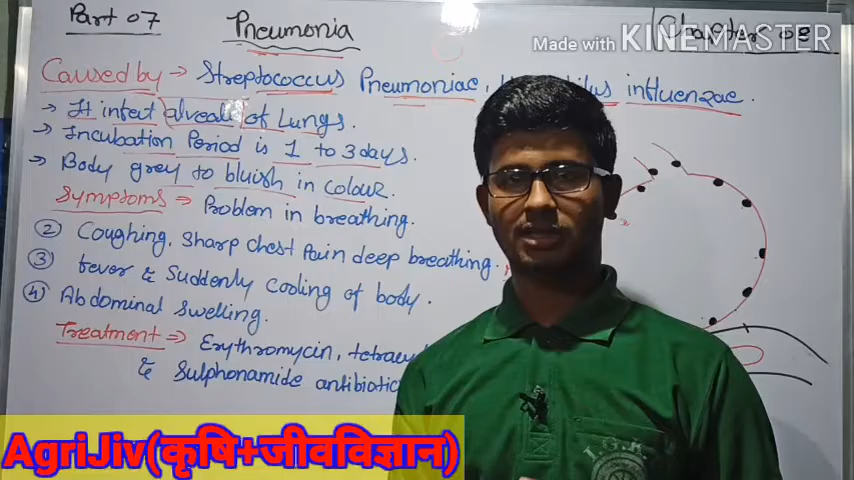 Part 07
Pneumonia
Chapter 08
Made with KINEMASTER
Caused by → Streptococcus Pneumoniae, influenzae.
→ It infect alveoli of Lungs.
→ Incubation Period is 1 to 3 days.
→ Body grey to bluish in colour.
Symptoms ⇒ Problem in breathing.
② Coughing, Sharp Chest Pain deep breathing.
③ fever & Suddenly cooling of body.
④ Abdominal Swelling.
Treatment ⇒ Erythromycin,
& Sulphonamide antibiotic
I.G.K
AgriJiv(कृषि+जीवविज्ञान)